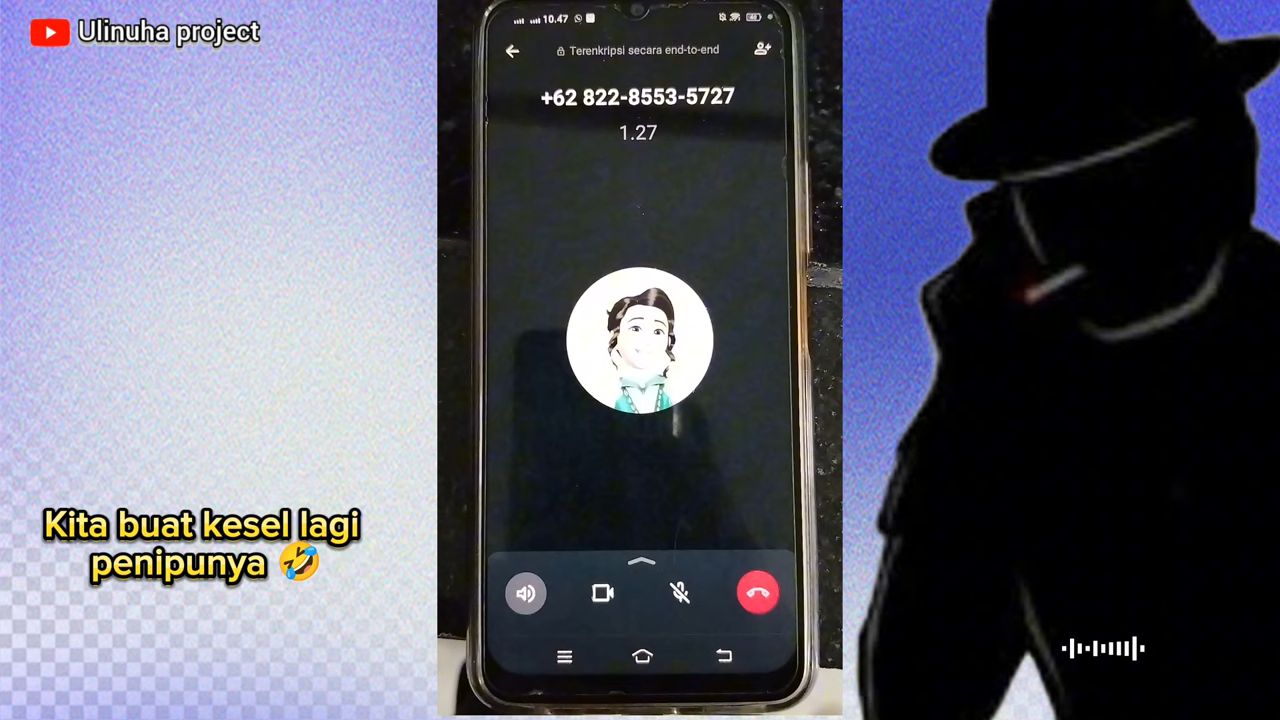 Ulinuha project
10.47
48
Terenkripsi secara end-to-end
+62 822-8553-5727
1.27
Kita buat kesel lagi
penipunya 🤣